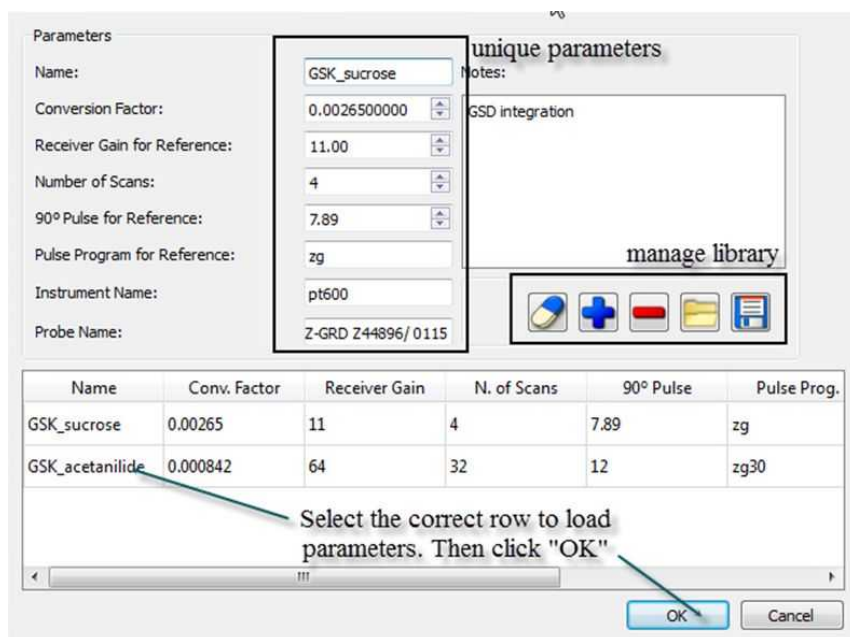 Parameters
unique parameters
Name:
GSK_sucrose
Notes:
Conversion Factor:
0.0026500000
GSD integration
Receiver Gain for Reference:
11.00
Number of Scans:
4
90º Pulse for Reference:
7.89
Pulse Program for Reference:
zg
manage library
Instrument Name:
pt600
Probe Name:
Z-GRD Z44896/ 0115
Name Conv. Factor Receiver Gain N. of Scans 90º Pulse Pulse Prog.
GSK_sucrose 0.00265 11 4 7.89 zg
GSK_acetanilide 0.000842 64 32 12 zg30
Select the correct row to load
parameters. Then click "OK"
OK
Cancel